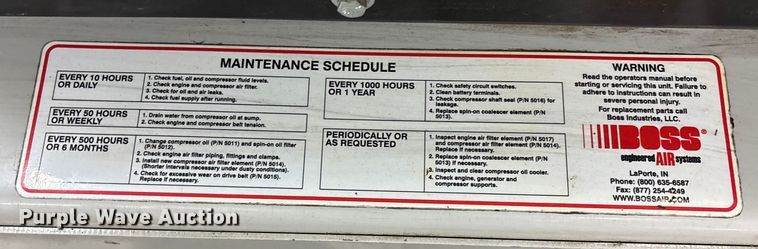 MAINTENANCE SCHEDULE
EVERY 10 HOURS
OR DAILY
1. Check fuel, oil and compressor fluid levels.
2. Check engine and compressor air filter.
3. Check for oil and air leaks.
4. Check fuel supply after running.
EVERY 50 HOURS
OR WEEKLY
1. Drain water from compressor oil at sump.
2. Check engine and compressor belt tension.
EVERY 500 HOURS
OR 6 MONTHS
1. Change compressor oil (P/N 5011) and spin-on oil filter
(P/N 5012).
2. Check engine air filter piping, fittings and clamps.
3. Install new compressor air filter element (P/N 5014).
(Shorter intervals necessary under dusty conditions).
4. Check for excessive wear on drive belt (P/N 5015).
Replace if necessary.
EVERY 1000 HOURS
OR 1 YEAR
1. Check safety circuit switches.
2. Clean battery terminals.
3. Check compressor shaft seal (P/N 5016) for
leakage.
4. Replace spin-on coalescer element (P/N
5013).
PERIODICALLY OR
AS REQUESTED
1. Inspect engine air filter element (P/N 5017)
and compressor air filter element (P/N 5014).
Replace if necessary.
2. Replace spin-on coalescer element (P/N
5013) if necessary.
3. Inspect and clear compressor oil cooler.
4. Check engine, generator and
compressor supports.
WARNING
Read the operators manual before
starting or servicing this unit. Failure to
adhere to instructions can result in
severe personal injury.
For replacement parts call
Boss Industries, LLC.
BOSS®
engineered AIR systems
LaPorte, IN
Phone: (800) 635-6587
Fax: (877) 254-4249
WWW.BOSSAIR.COM
Purple Wave Auction